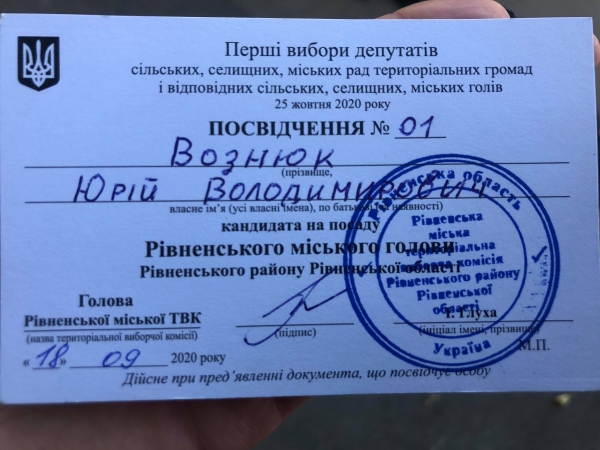 Перші вибори депутатів
сільських, селищних, міських рад територіальних громад
і відповідних сільських, селищних, міських голів
25 жовтня 2020 року
ПОСВІДЧЕННЯ № 01
Вознюк
(прізвище,
Юрій Володимирович
власне ім’я (усі власні імена), по батькові (за наявності)
кандидата на посаду
Рівненського міського голови
Рівненського району Рівненської області
Голова
Рівненської міської ТВК
(назва територіальної виборчої комісії)
(підпис)
І. Глуха
(ініціал імені, прізвище)
«18» 09 2020 року
М.П.
Дійсне при пред’явленні документа, що посвідчує особу
Рівненська область
Рівненська
міська
територіальна
виборча комісія
Рівненського району
Рівненської
області
Україна